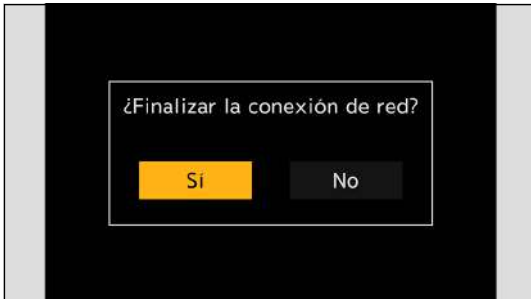 ¿Finalizar la conexión de red?
Sí
No